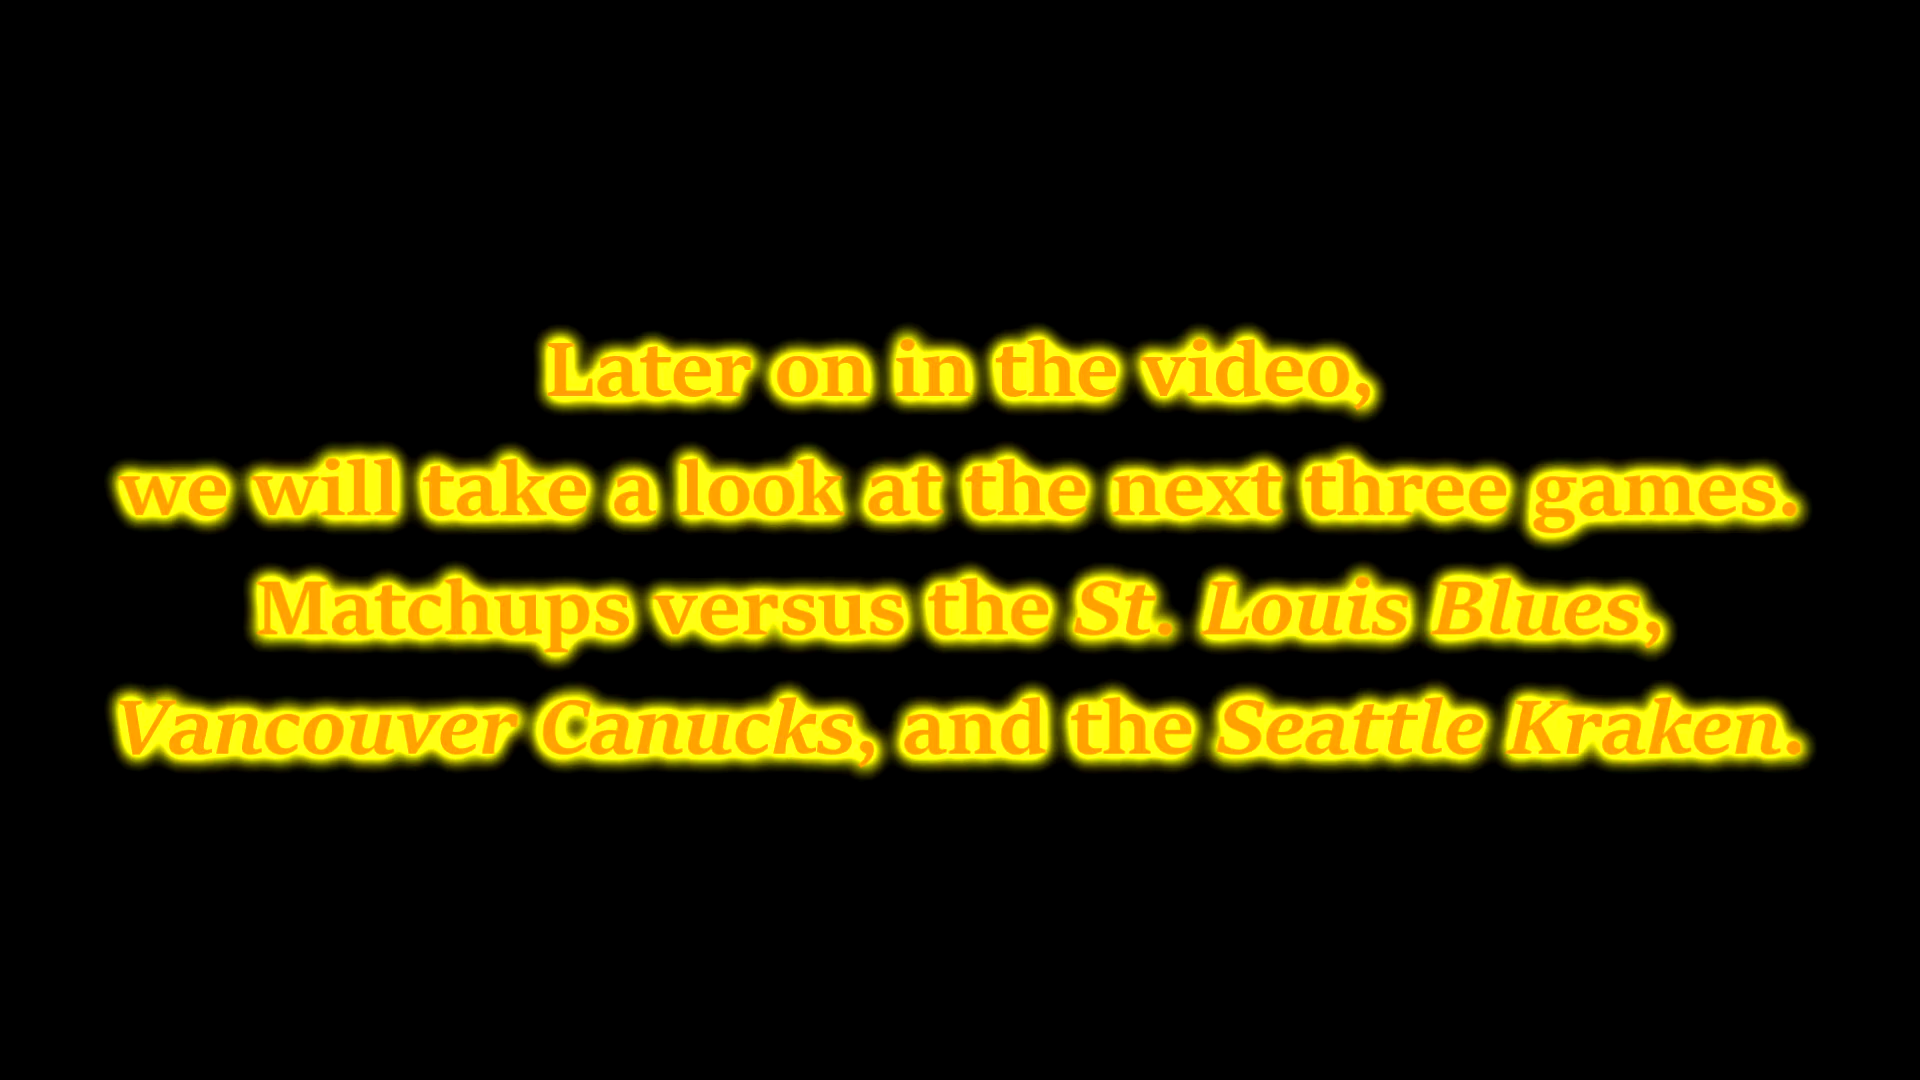 Later on in the video,
we will take a look at the next three games.
Matchups versus the St. Louis Blues,
Vancouver Canucks, and the Seattle Kraken.